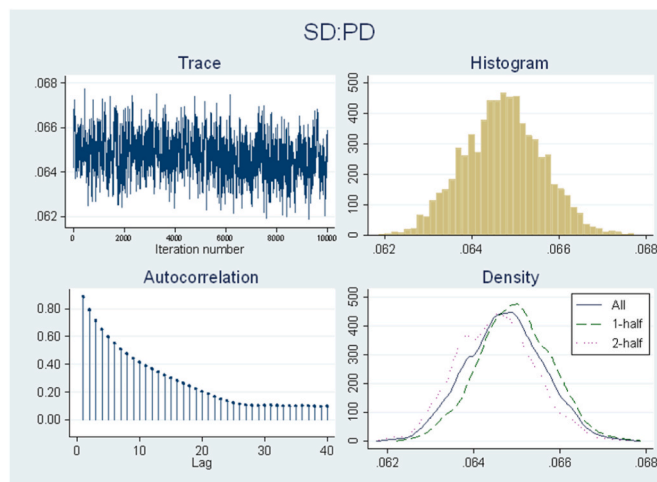 SD:PD
Trace
.068
.066
.064
.062
0 2000 4000 6000 8000 10000
Iteration number
Histogram
500
400
300
200
100
0
.062 .064 .066 .068
Autocorrelation
0.80
0.60
0.40
0.20
0.00
0 10 20 30 40
Lag
Density
500
400
300
200
100
0
All
1-half
2-half
.062 .064 .066 .068